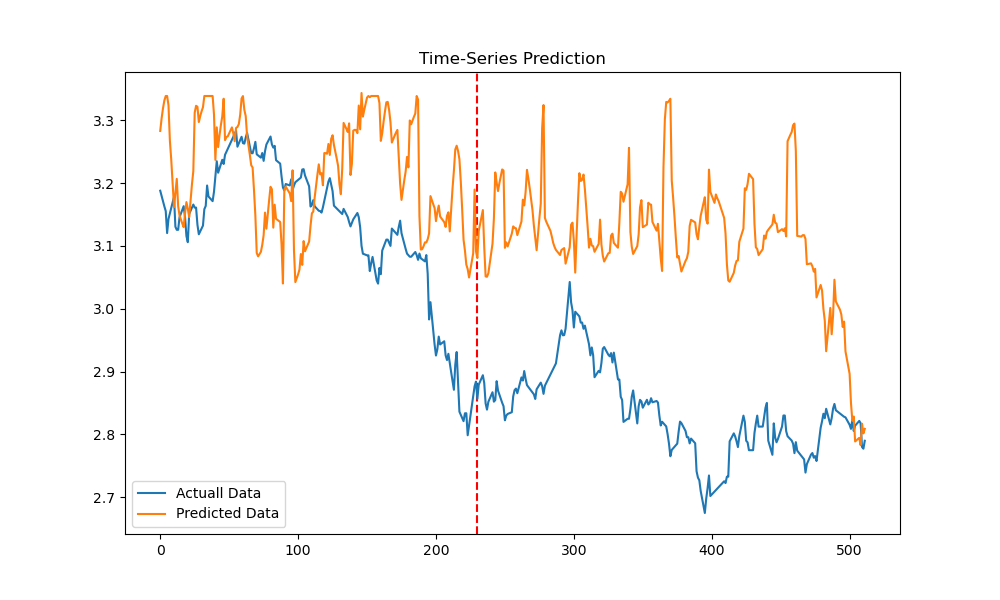 Time-Series Prediction
3.3
3.2
3.1
3.0
2.9
2.8
2.7
Actuall Data
Predicted Data
0 100 200 300 400 500